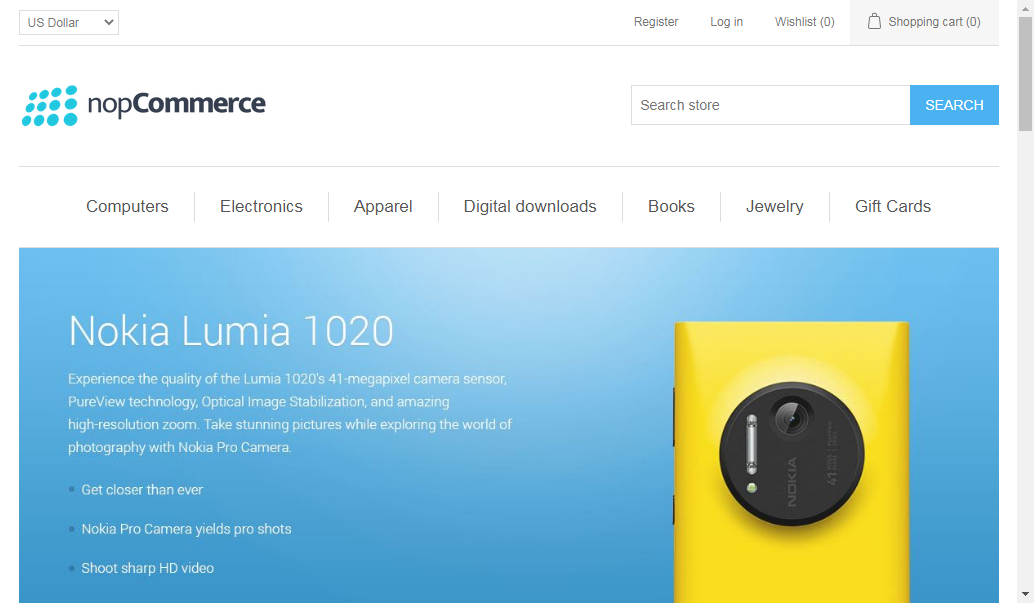 US Dollar
Register
Log in
Wishlist (0)
Shopping cart (0)
nopCommerce
Search store
SEARCH
Computers
Electronics
Apparel
Digital downloads
Books
Jewelry
Gift Cards
Nokia Lumia 1020
Experience the quality of the Lumia 1020's 41-megapixel camera sensor,
PureView technology, Optical Image Stabilization, and amazing
high-resolution zoom. Take stunning pictures while exploring the world of
photography with Nokia Pro Camera.
Get closer than ever
Nokia Pro Camera yields pro shots
Shoot sharp HD video
NOKIA
41